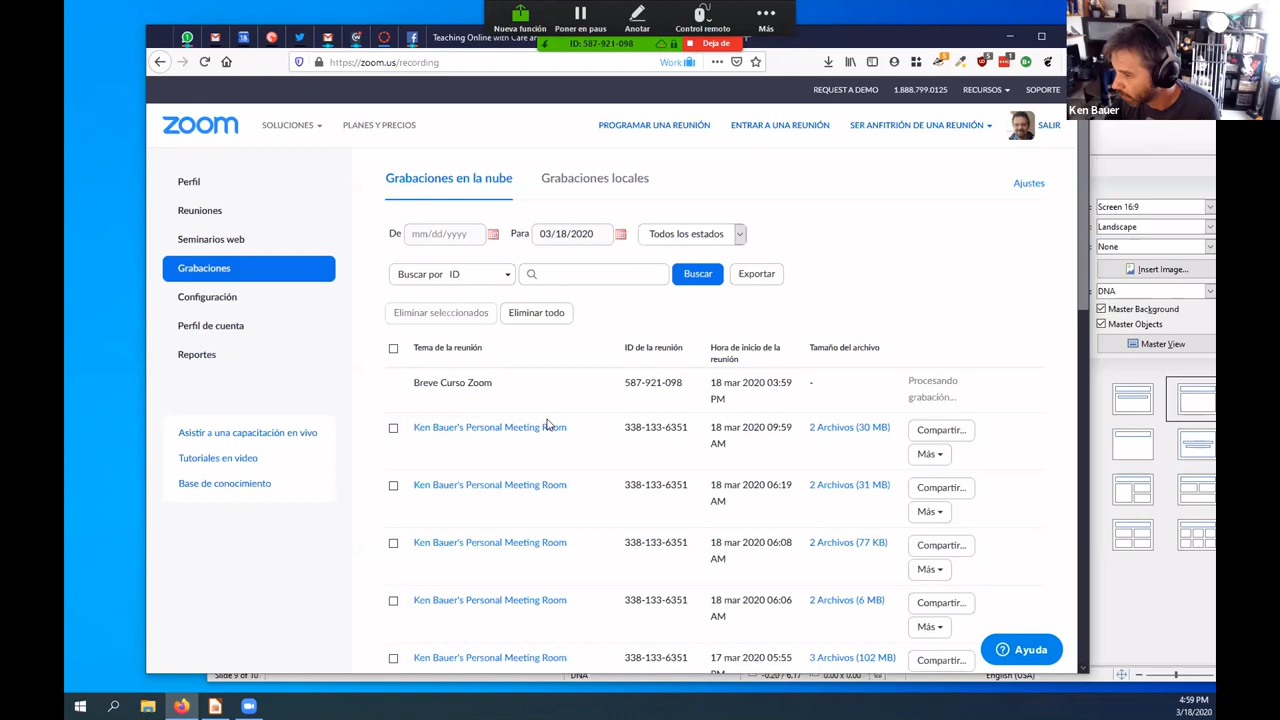 Nueva función
Poner en paus
Anotar
Control remoto
Más
ID: 587-921-098
Deja de
Teaching Online with Care an
https://zoom.us/recording
Work
Ken Bauer
REQUEST A DEMO
1.888.799.0125
RECURSOS
SOPORTE
zoom
SOLUCIONES
PLANES Y PRECIOS
PROGRAMAR UNA REUNIÓN
ENTRAR A UNA REUNIÓN
SER ANFITRIÓN DE UNA REUNIÓN
SALIR
Perfil
Reuniones
Seminarios web
Grabaciones
Configuración
Perfil de cuenta
Reportes
Asistir a una capacitación en vivo
Tutoriales en video
Base de conocimiento
Grabaciones en la nube
Grabaciones locales
Ajustes
De mm/dd/yyyy Para 03/18/2020 Todos los estados
Buscar por ID Buscar Exportar
Eliminar seleccionados Eliminar todo
Tema de la reunión
ID de la reunión
Hora de inicio de la
reunión
Tamaño del archivo
Breve Curso Zoom 587-921-098 18 mar 2020 03:59 - Procesando
PM grabación...
Ken Bauer's Personal Meeting Room 338-133-6351 18 mar 2020 09:59 2 Archivos (30 MB) Compartir...
AM Más
Ken Bauer's Personal Meeting Room 338-133-6351 18 mar 2020 06:19 2 Archivos (31 MB) Compartir...
AM Más
Ken Bauer's Personal Meeting Room 338-133-6351 18 mar 2020 06:08 2 Archivos (77 KB) Compartir...
AM Más
Ken Bauer's Personal Meeting Room 338-133-6351 18 mar 2020 06:06 2 Archivos (6 MB) Compartir...
AM Más
Ken Bauer's Personal Meeting Room 338-133-6351 17 mar 2020 05:55 3 Archivos (102 MB) Compartir...
Ayuda
Screen 16:9
Landscape
None
Insert Image...
DNA
Master Background
Master Objects
Master View
Slide 9 of 10
DNA
-0.20 / 6.17
0.00 x 0.00
English (USA)
4:59 PM
3/18/2020